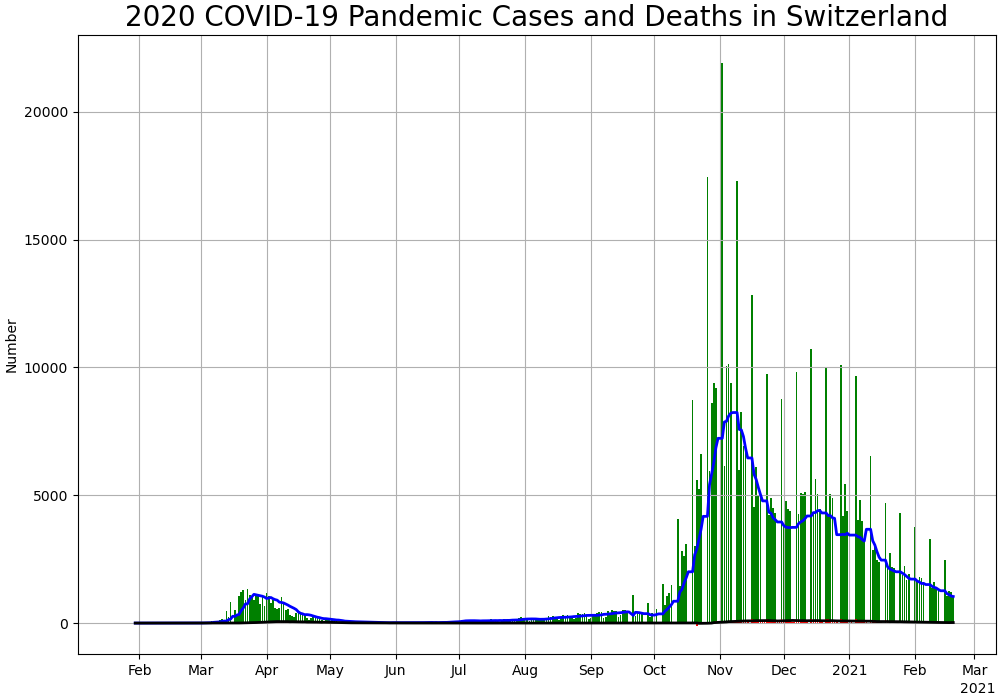 2020 COVID-19 Pandemic Cases and Deaths in Switzerland
20000
15000
10000
5000
0
Number
Feb Mar Apr May Jun Jul Aug Sep Oct Nov Dec 2021 Feb Mar
2021